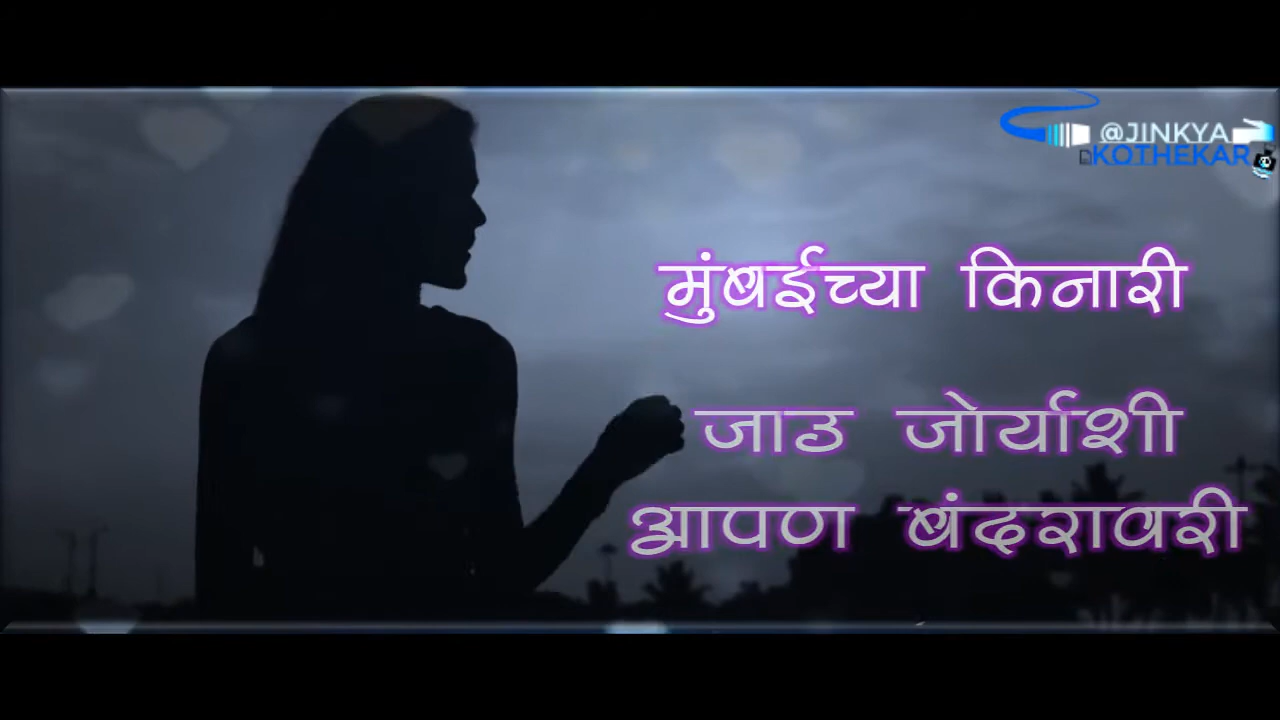 @JINKYA
KOTHEKAR
मुंबईच्या किनारी
जाउ जोर्याशी
आपण बंदरावरी